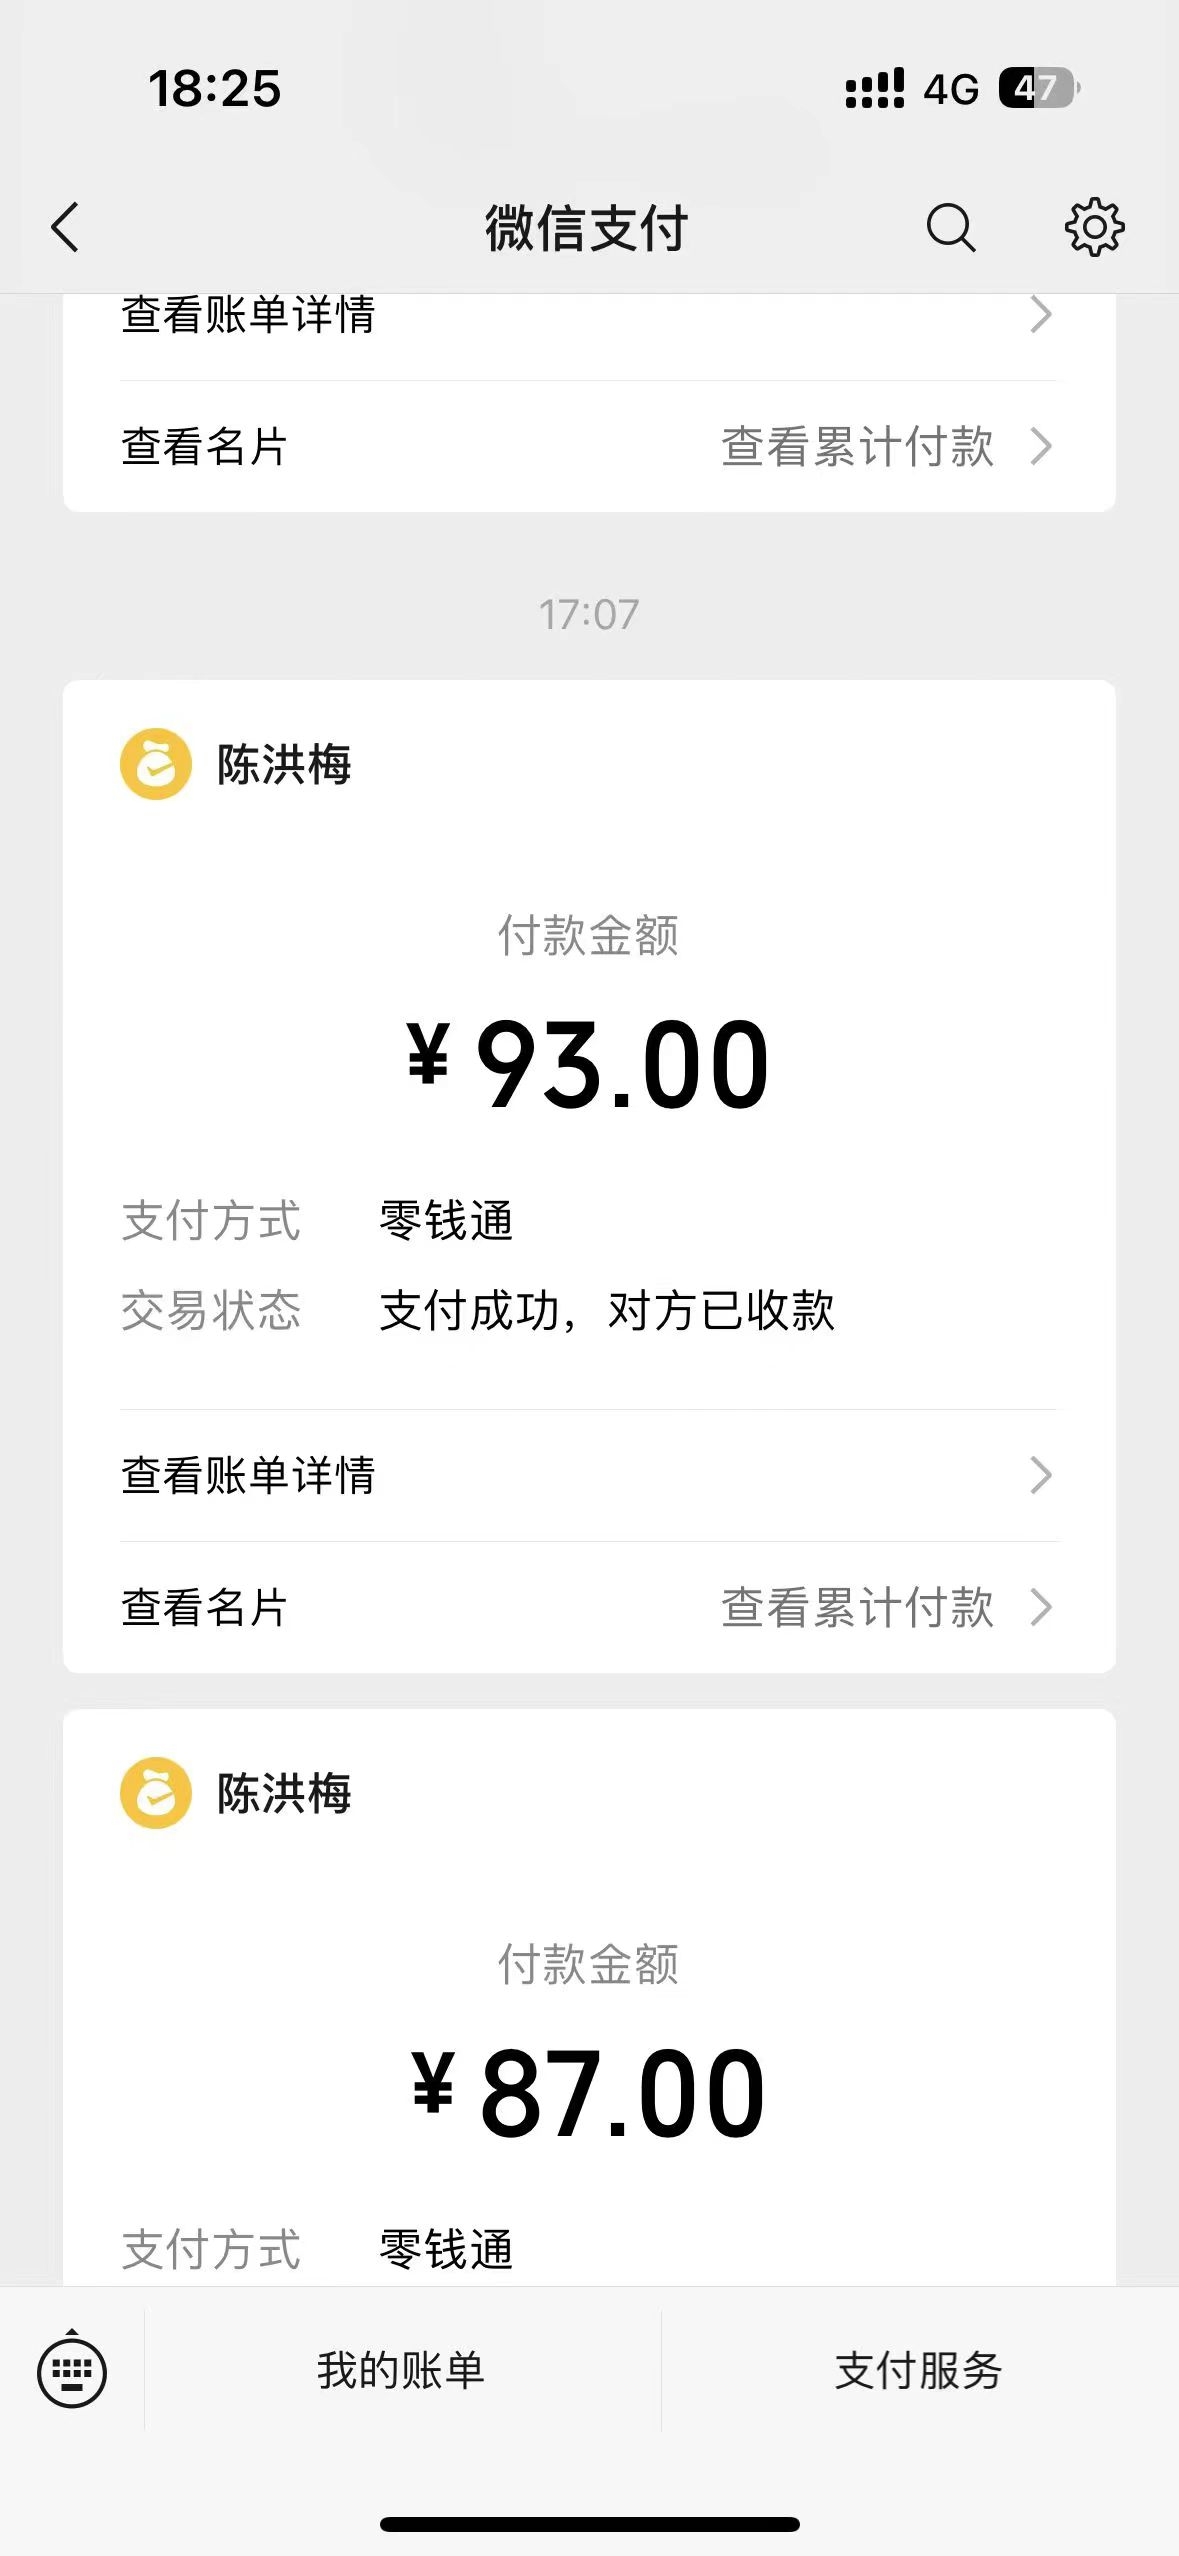 18:25
4G
47
微信支付
查看账单详情
查看名片
查看累计付款
17:07
陈洪梅
付款金额
¥93.00
支付方式 零钱通
交易状态 支付成功，对方已收款
查看账单详情
查看名片
查看累计付款
陈洪梅
付款金额
¥87.00
支付方式 零钱通
我的账单
支付服务